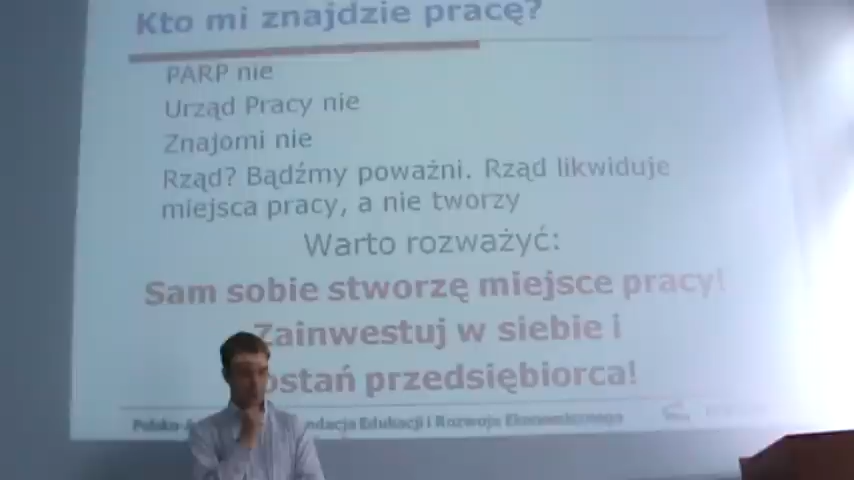 Kto mi znajdzie pracę?
PARP nie
Urząd Pracy nie
Znajomi nie
Rząd? Bądźmy poważni. Rząd likwiduje
miejsca pracy, a nie tworzy
Warto rozważyć:
Sam sobie stworzę miejsce pracy!
Zainwestuj w siebie i
ostań przedsiębiorca!
Polsko-A ndacja Edukacji i Rozwoju Ekonomicznego